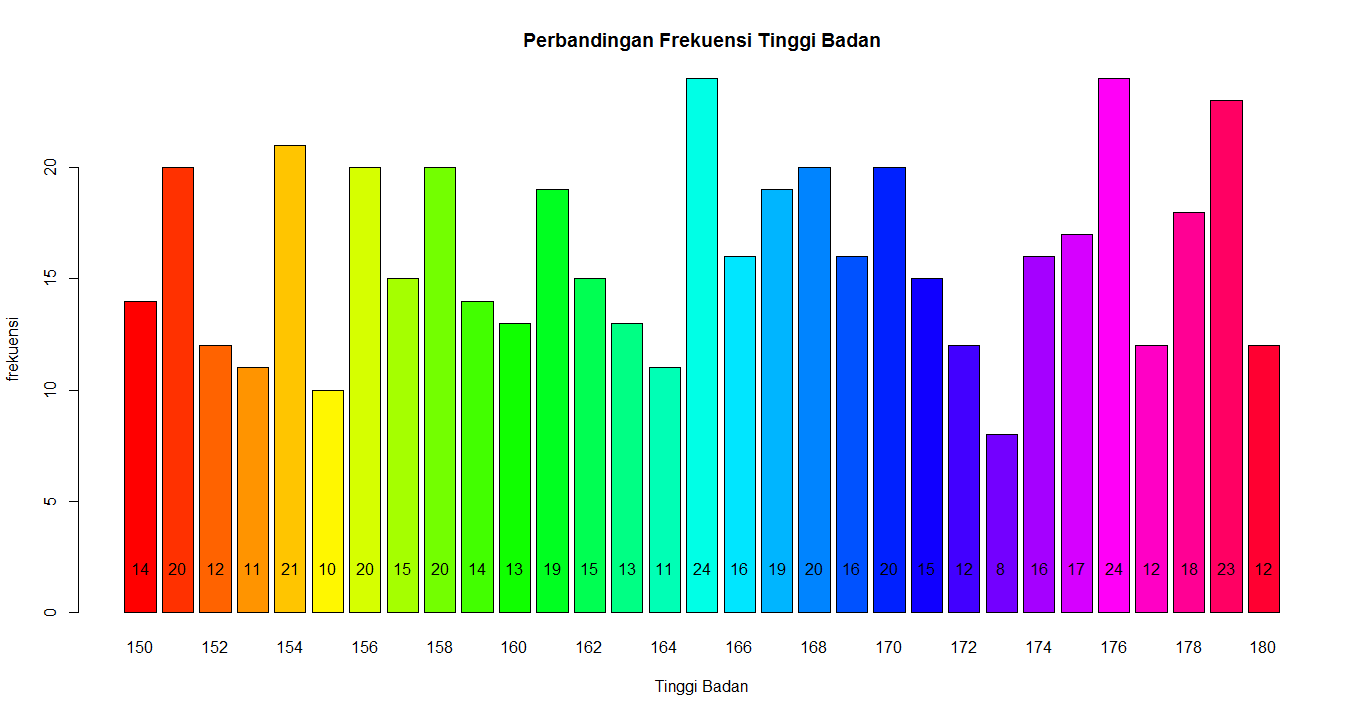 Perbandingan Frekuensi Tinggi Badan
frekuensi
20
15
10
5
0
14 20 12 11 21 10 20 15 20 14 13 19 15 13 11 24 16 19 20 16 20 15 12 8 16 17 24 12 18 23 12
150 152 154 156 158 160 162 164 166 168 170 172 174 176 178 180
Tinggi Badan